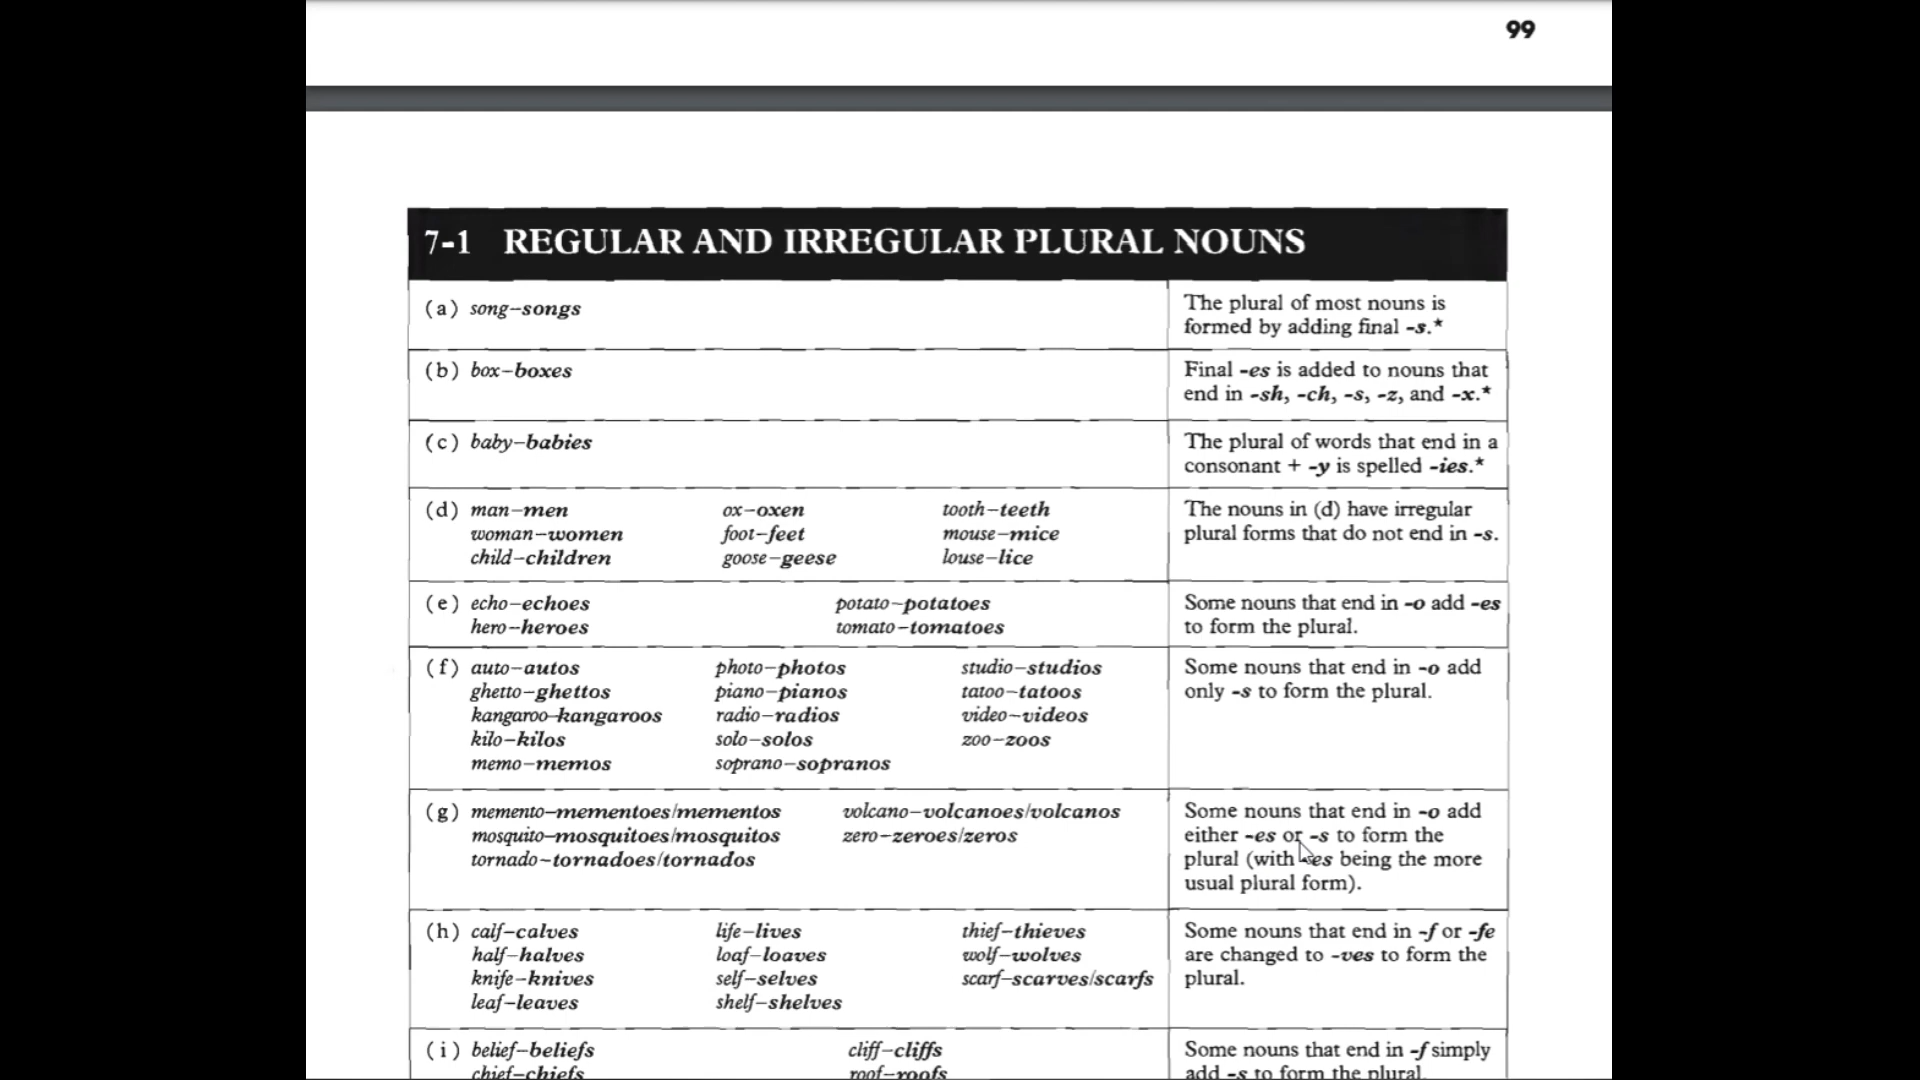 99
7-1 REGULAR AND IRREGULAR PLURAL NOUNS
(a) song–songs
The plural of most nouns is
formed by adding final -s.*
(b) box–boxes
Final -es is added to nouns that
end in -sh, -ch, -s, -z, and -x.*
(c) baby–babies
The plural of words that end in a
consonant + -y is spelled -ies.*
(d) man–men ox–oxen tooth–teeth
woman–women foot–feet mouse–mice
child–children goose–geese louse–lice
The nouns in (d) have irregular
plural forms that do not end in -s.
(e) echo–echoes potato–potatoes
hero–heroes tomato–tomatoes
Some nouns that end in -o add -es
to form the plural.
(f) auto–autos photo–photos studio–studios
ghetto–ghettos piano–pianos tatoo–tatoos
kangaroo–kangaroos radio–radios video–videos
kilo–kilos solo–solos zoo–zoos
memo–memos soprano–sopranos
Some nouns that end in -o add
only -s to form the plural.
(g) memento–mementoes/mementos volcano–volcanoes/volcanos
mosquito–mosquitoes/mosquitos zero–zeroes/zeros
tornado–tornadoes/tornados
Some nouns that end in -o add
either -es or -s to form the
plural (with -es being the more
usual plural form).
(h) calf–calves life–lives thief–thieves
half–halves loaf–loaves wolf–wolves
knife–knives self–selves scarf–scarves/scarfs
leaf–leaves shelf–shelves
Some nouns that end in -f or -fe
are changed to -ves to form the
plural.
(i) belief–beliefs cliff–cliffs
chief–chiefs roof–roofs
Some nouns that end in -f simply
add -s to form the plural.